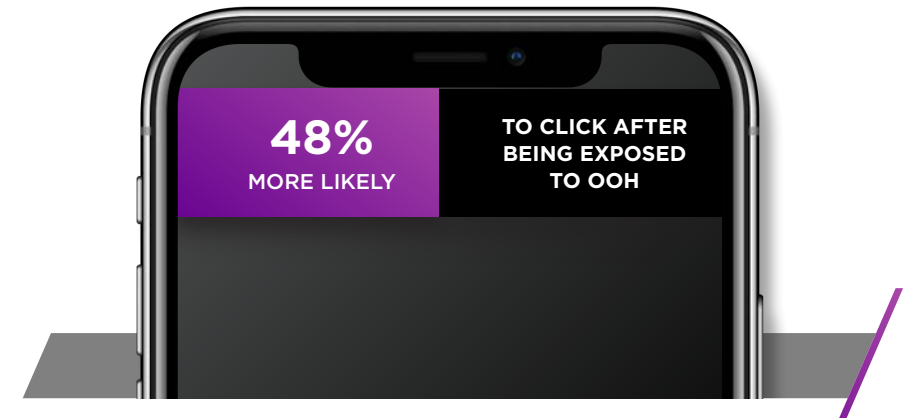 48%
MORE LIKELY
TO CLICK AFTER
BEING EXPOSED
TO OOH